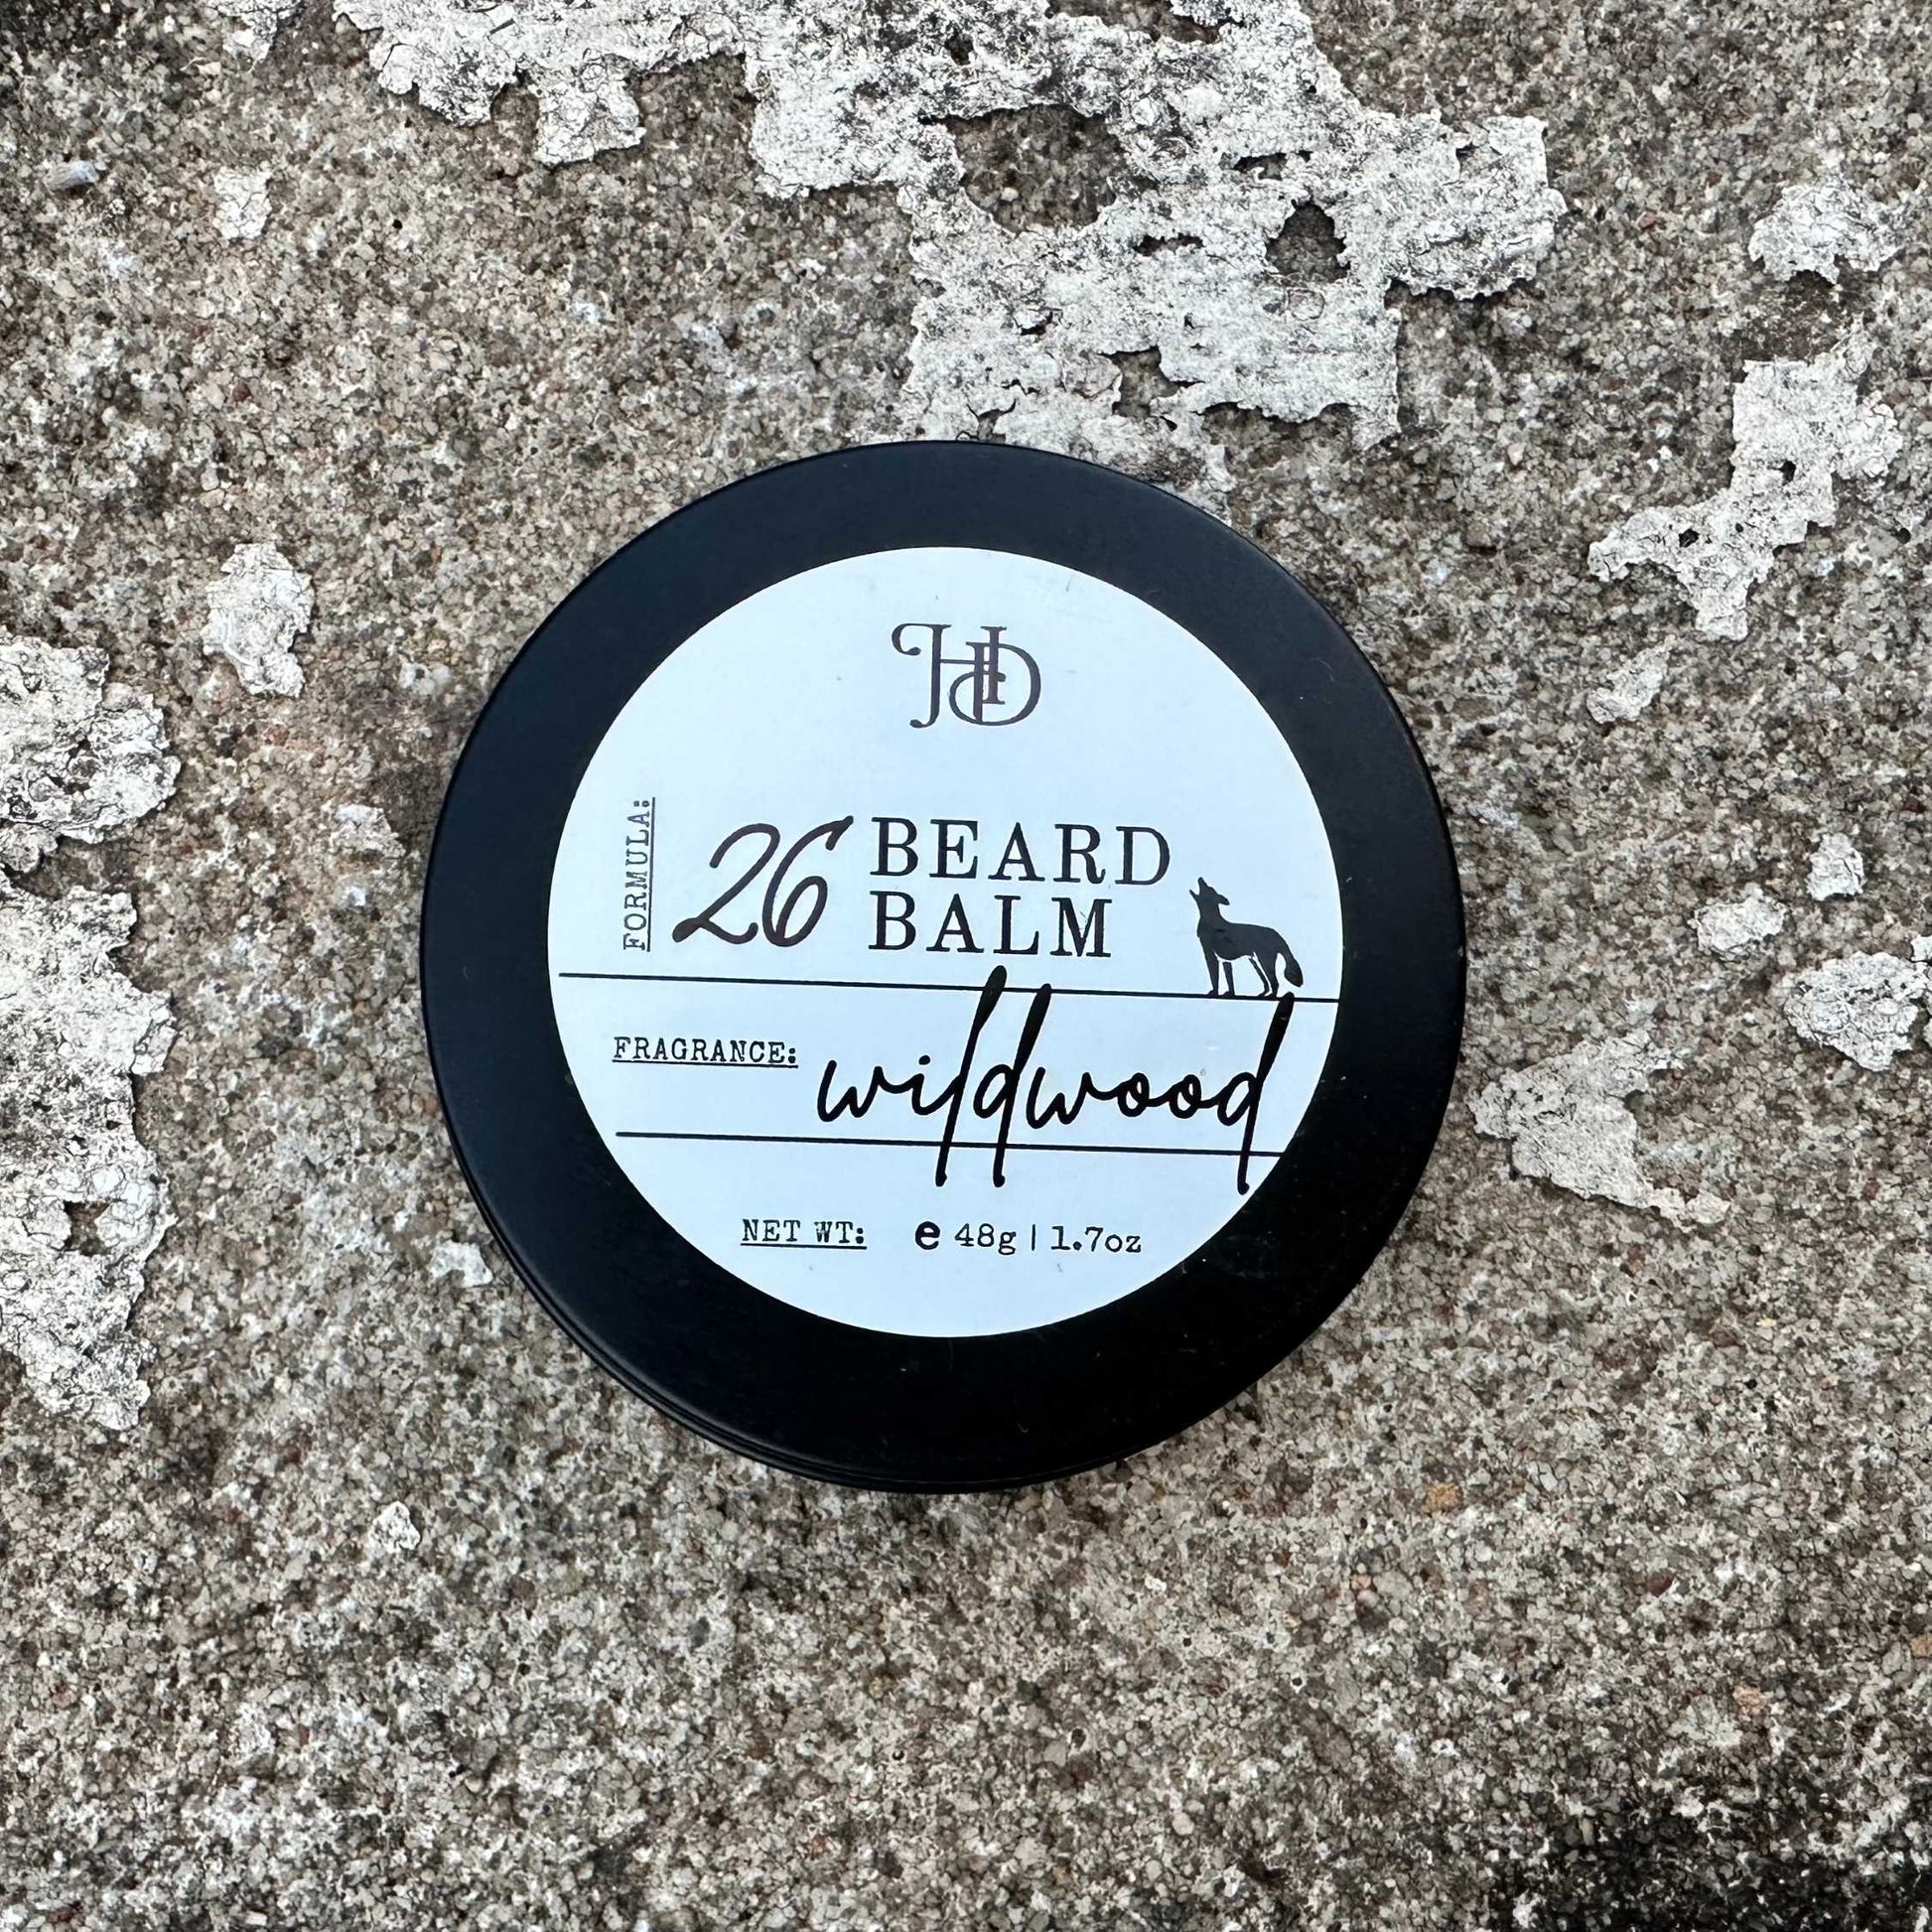 HD
FORMULA:
26 BEARD
BALM
FRAGRANCE: wildwood
NET WT: e 48g | 1.7oz